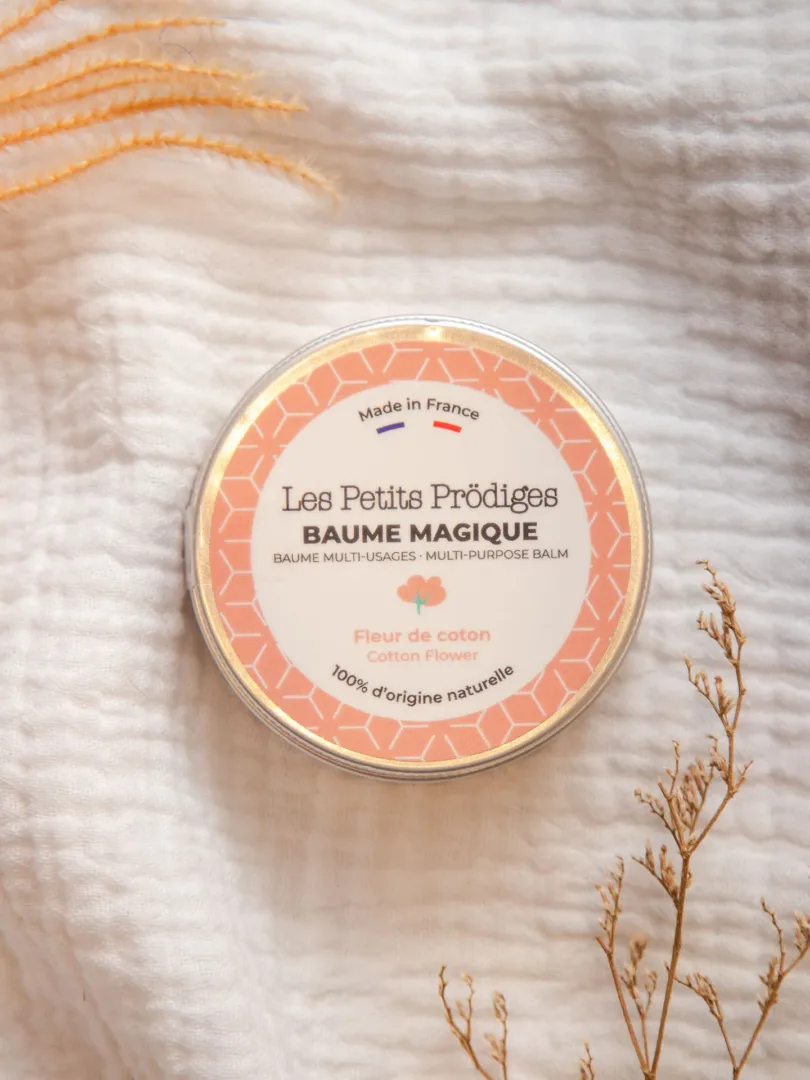 Made in France
Les Petits Prödiges
BAUME MAGIQUE
BAUME MULTI-USAGES · MULTI-PURPOSE BALM
Fleur de coton
Cotton Flower
100% d'origine naturelle